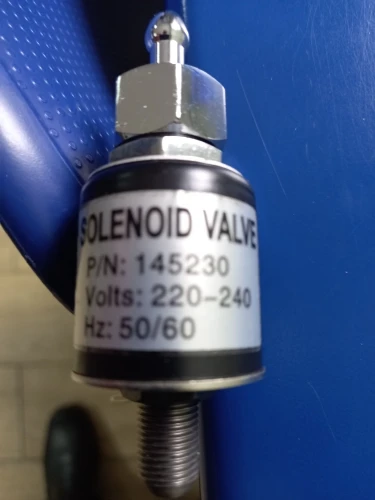 SOLENOID VALVE
P/N: 145230
Volts: 220-240
Hz: 50/60